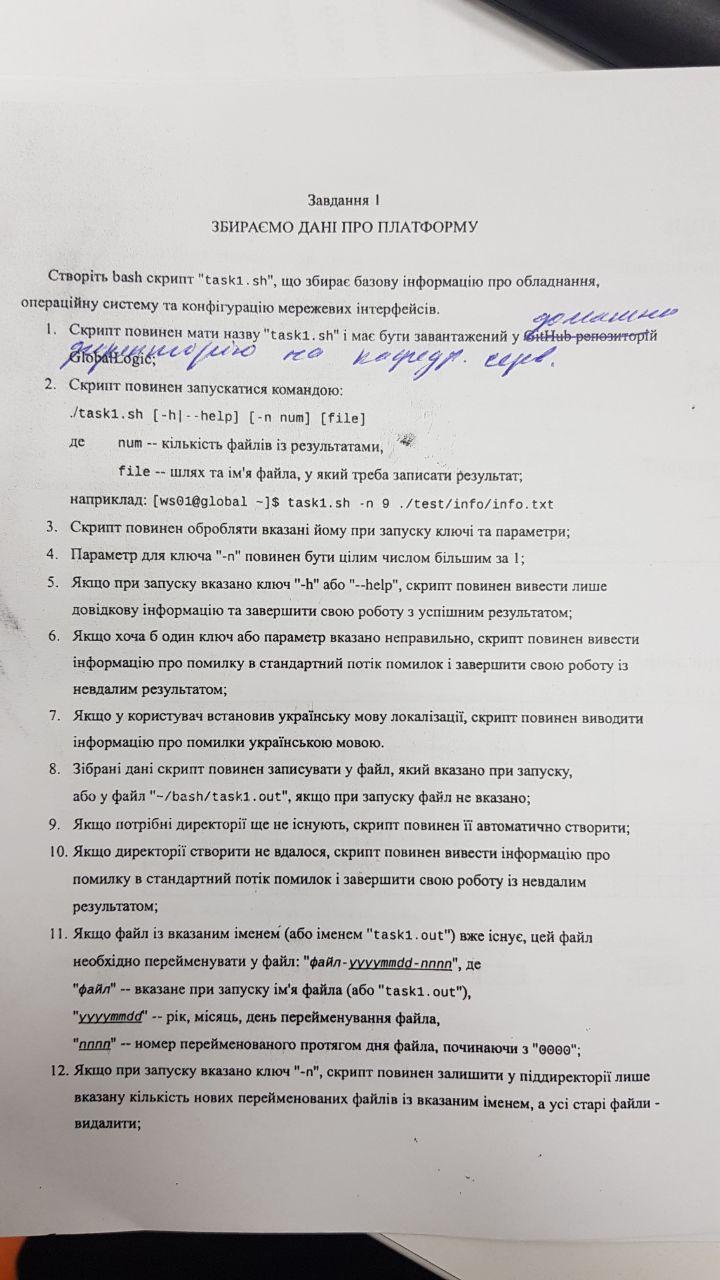 Завдання 1
ЗБИРАЄМО ДАНІ ПРО ПЛАТФОРМУ
Створіть bash скрипт "task1.sh", що збирає базову інформацію про обладнання,
операційну систему та конфігурацію мережевих інтерфейсів.
домашню
1. Скрипт повинен мати назву "task1.sh" і має бути завантажений у GitHub репозиторій
директорію на кафедр. серв.
GlobalLogic;
2. Скрипт повинен запускатися командою:
./task1.sh [-h|--help] [-n num] [file]
де num -- кількість файлів із результатами,
file -- шлях та ім'я файла, у який треба записати результат;
наприклад: [ws01@global ~]$ task1.sh -n 9 ./test/info/info.txt
3. Скрипт повинен обробляти вказані йому при запуску ключі та параметри;
4. Параметр для ключа "-n" повинен бути цілим числом більшим за 1;
5. Якщо при запуску вказано ключ "-h" або "--help", скрипт повинен вивести лише
довідкову інформацію та завершити свою роботу з успішним результатом;
6. Якщо хоча б один ключ або параметр вказано неправильно, скрипт повинен вивести
інформацію про помилку в стандартний потік помилок і завершити свою роботу із
невдалим результатом;
7. Якщо у користувач встановив українську мову локалізації, скрипт повинен виводити
інформацію про помилки українською мовою.
8. Зібрані дані скрипт повинен записувати у файл, який вказано при запуску,
або у файл "~/bash/task1.out", якщо при запуску файл не вказано;
9. Якщо потрібні директорії ще не існують, скрипт повинен її автоматично створити;
10. Якщо директорії створити не вдалося, скрипт повинен вивести інформацію про
помилку в стандартний потік помилок і завершити свою роботу із невдалим
результатом;
11. Якщо файл із вказаним іменем (або іменем "task1.out") вже існує, цей файл
необхідно перейменувати у файл: "файл-yyyymmdd-nnnn", де
"файл" -- вказане при запуску ім'я файла (або "task1.out"),
"yyyymmdd" -- рік, місяць, день перейменування файла,
"nnnn" -- номер перейменованого протягом дня файла, починаючи з "0000";
12. Якщо при запуску вказано ключ "-n", скрипт повинен залишити у піддиректорії лише
вказану кількість нових перейменованих файлів із вказаним іменем, а усі старі файли -
видалити;